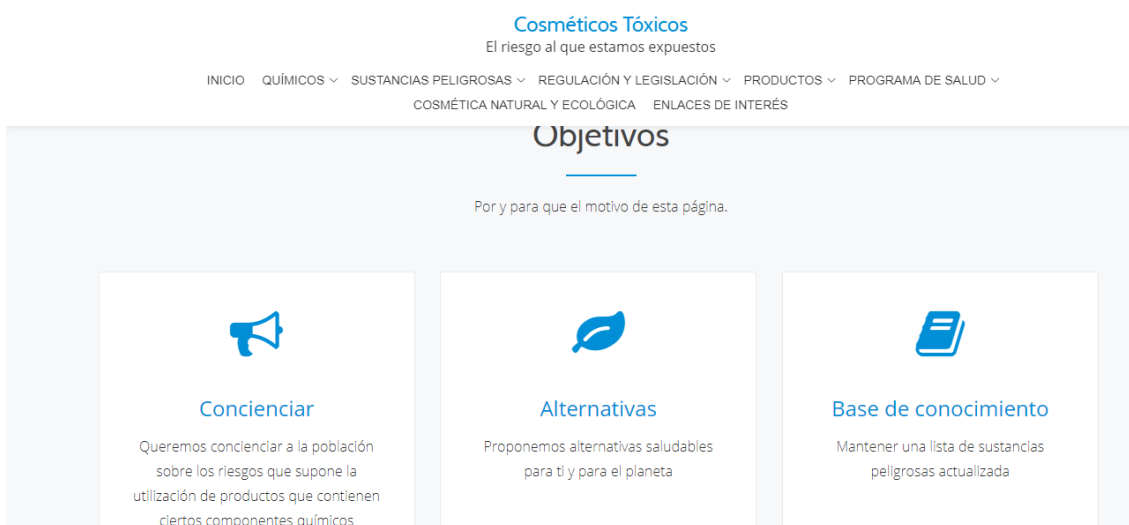 Cosméticos Tóxicos
El riesgo al que estamos expuestos
INICIO QUÍMICOS SUSTANCIAS PELIGROSAS REGULACIÓN Y LEGISLACIÓN PRODUCTOS PROGRAMA DE SALUD
COSMÉTICA NATURAL Y ECOLÓGICA ENLACES DE INTERÉS
Objetivos
Por y para que el motivo de esta página.
Concienciar
Queremos concienciar a la población
sobre los riesgos que supone la
utilización de productos que contienen
ciertos componentes químicos
Alternativas
Proponemos alternativas saludables
para ti y para el planeta
Base de conocimiento
Mantener una lista de sustancias
peligrosas actualizada